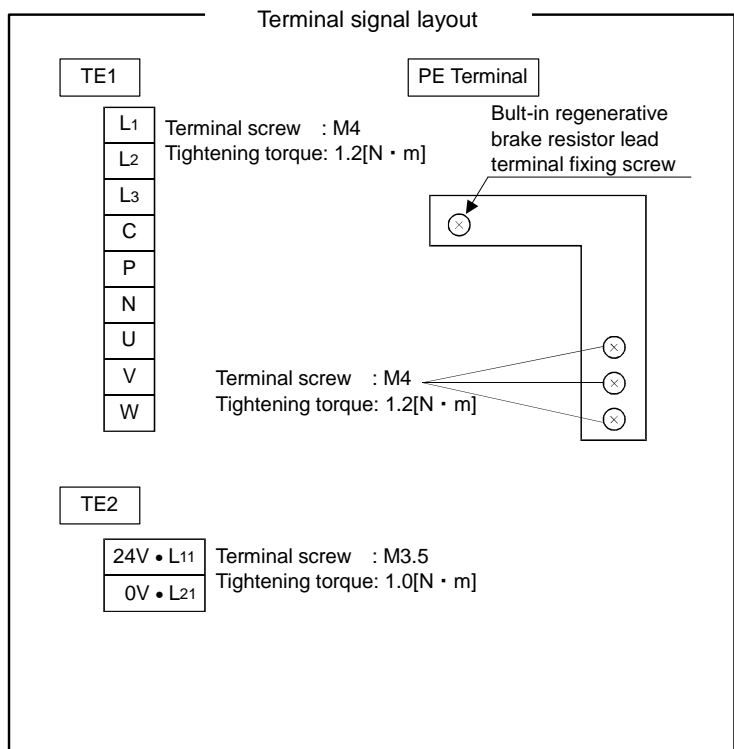 Terminal signal layout
TE1
L1
L2
L3
C
P
N
U
V
W
Terminal screw : M4
Tightening torque: 1.2[N・m]
PE Terminal
Bult-in regenerative
brake resistor lead
terminal fixing screw
Terminal screw : M4
Tightening torque: 1.2[N・m]
TE2
24V • L11
0V • L21
Terminal screw : M3.5
Tightening torque: 1.0[N・m]